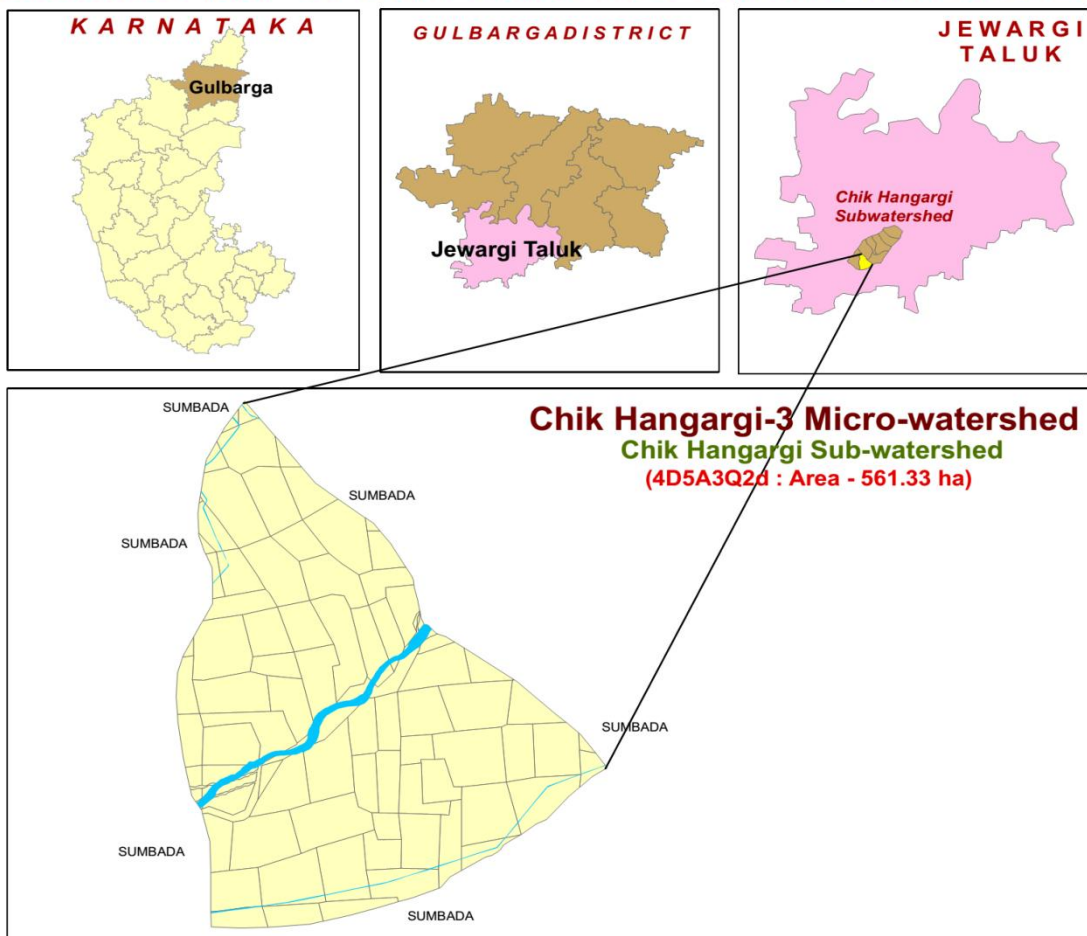 KARNATAKA
Gulbarga
GULBARGADISTRICT
Jewargi Taluk
JEWARGI
TALUK
Chik Hangargi
Subwatershed
Chik Hangargi-3 Micro-watershed
Chik Hangargi Sub-watershed
(4D5A3Q2d : Area - 561.33 ha)
SUMBADA
SUMBADA
SUMBADA
SUMBADA
SUMBADA
SUMBADA